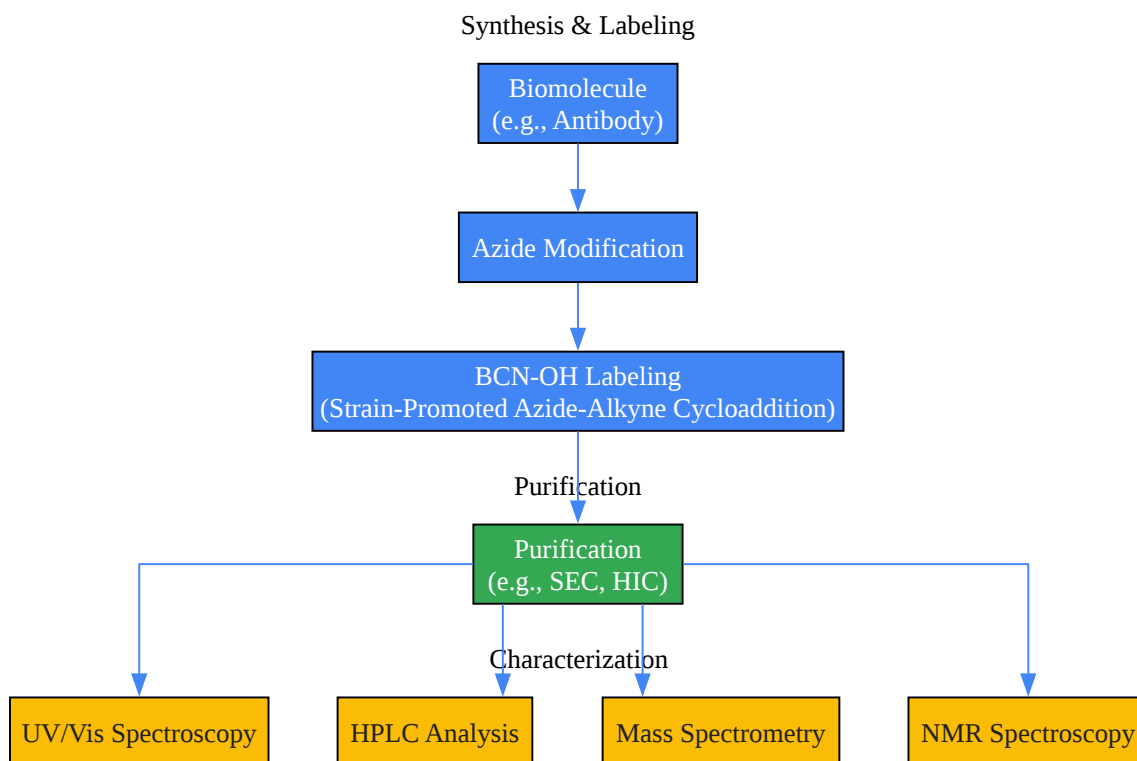 Synthesis & Labeling
Biomolecule
(e.g., Antibody)
Azide Modification
BCN-OH Labeling
(Strain-Promoted Azide-Alkyne Cycloaddition)
Purification
Purification
(e.g., SEC, HIC)
Characterization
UV/Vis Spectroscopy
HPLC Analysis
Mass Spectrometry
NMR Spectroscopy